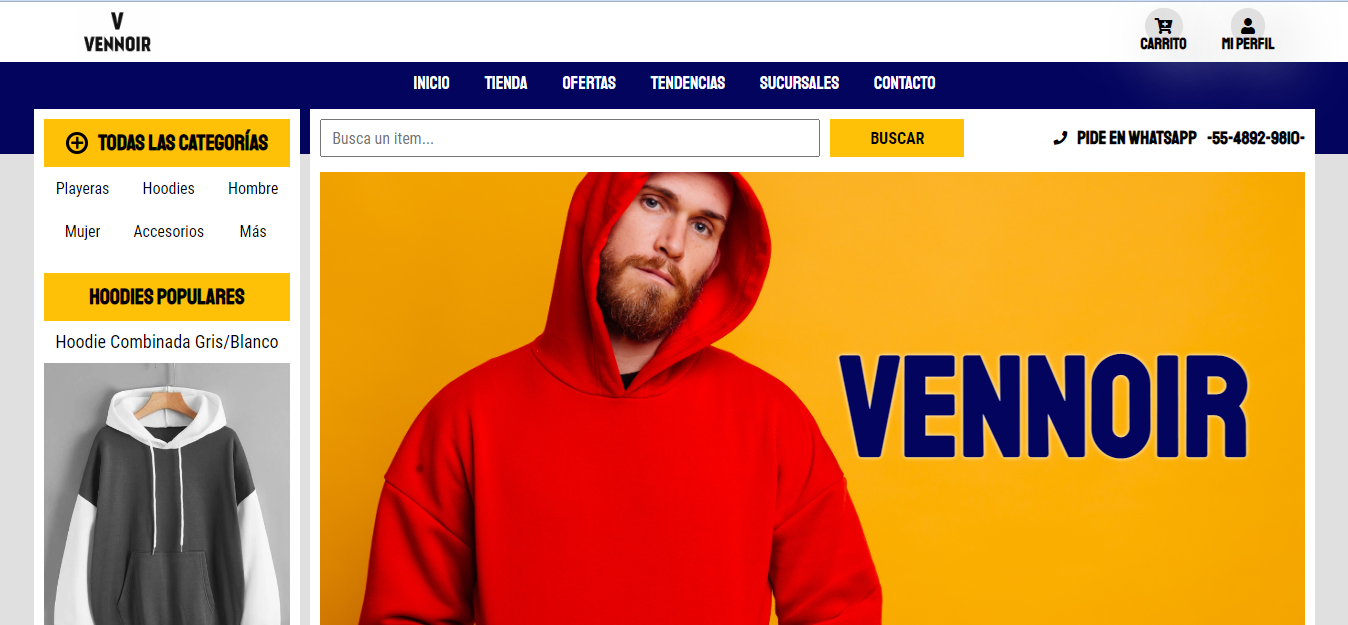 V
VENNOIR
CARRITO
MI PERFIL
INICIO TIENDA OFERTAS TENDENCIAS SUCURSALES CONTACTO
TODAS LAS CATEGORÍAS
Playeras Hoodies Hombre
Mujer Accesorios Más
HOODIES POPULARES
Hoodie Combinada Gris/Blanco
Busca un item...
BUSCAR
PIDE EN WHATSAPP -55-4892-9810-
VENNOIR